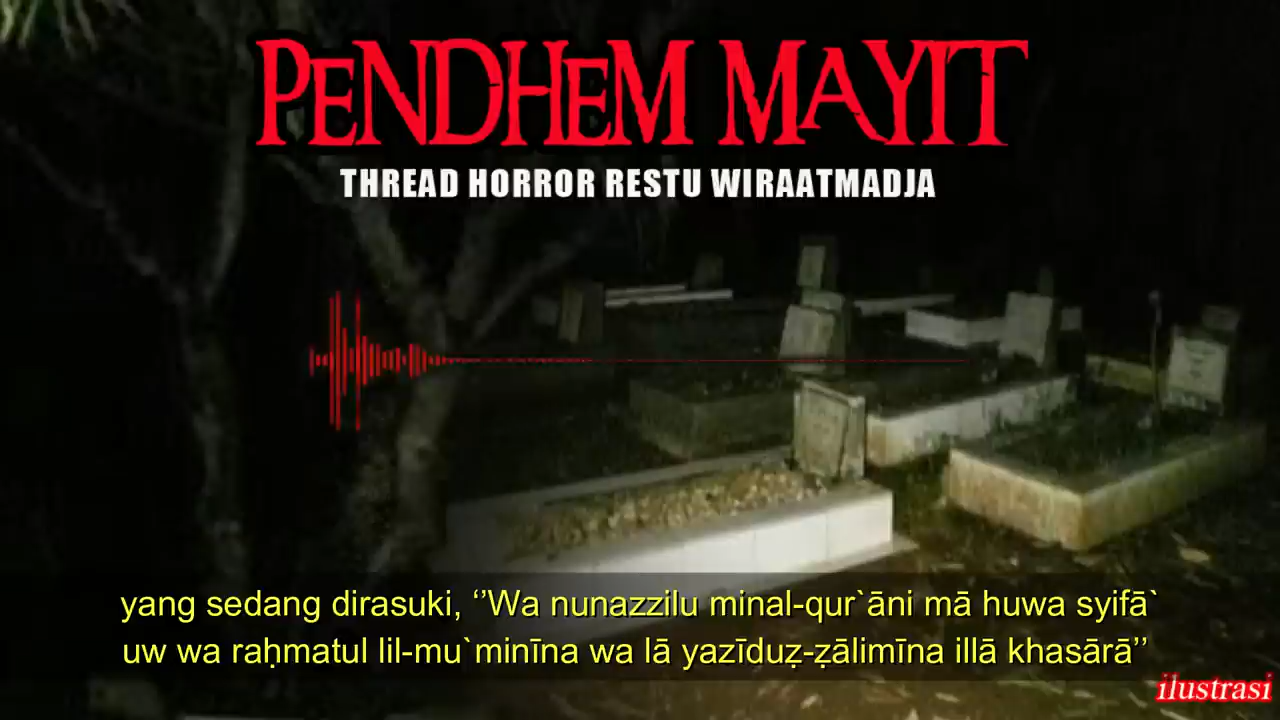 PENDHEM MAYIT
THREAD HORROR RESTU WIRAATMADJA
yang sedang dirasuki, ‘’Wa nunazzilu minal-qur`āni mā huwa syifā`
uw wa raḥmatul lil-mu`minīna wa lā yazīduẓ-ẓālimīna illā khasārā’’
ilustrasi